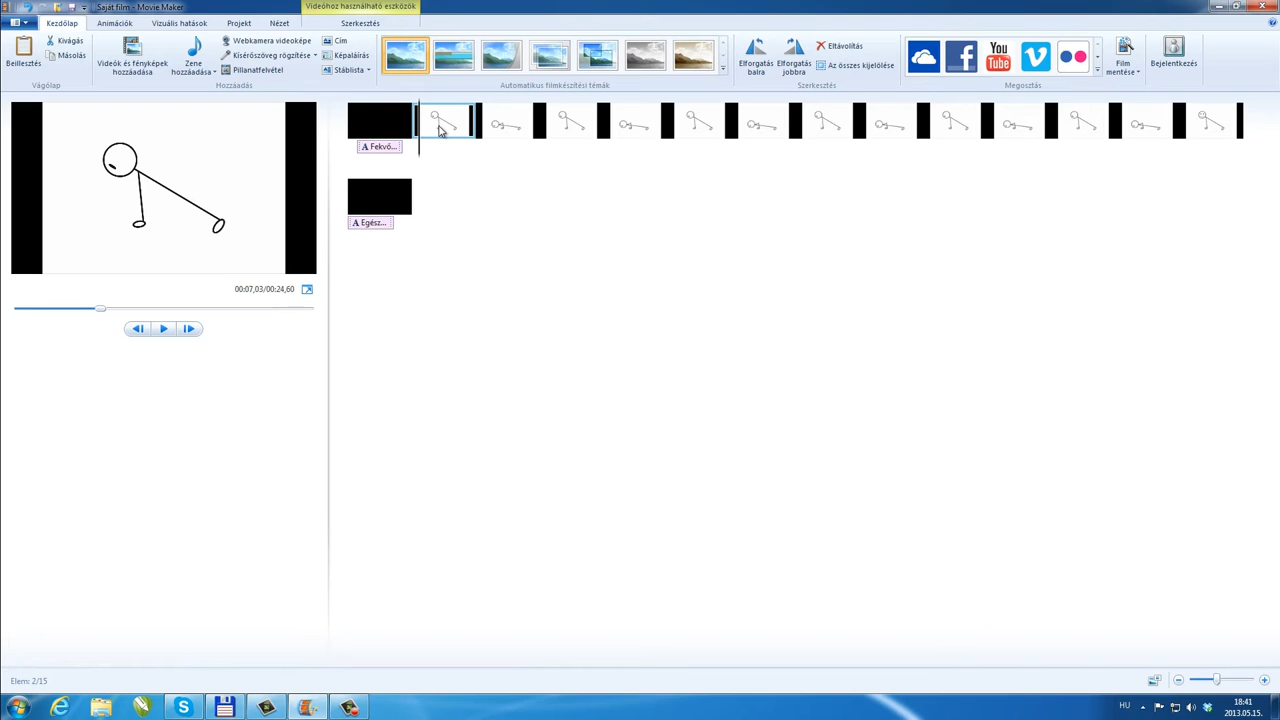 Saját film - Movie Maker
Videóhoz használható eszközök
Kezdőlap
Animációk
Vizuális hatások
Projekt
Nézet
Szerkesztés
Beillesztés
Kivágás
Másolás
Vágólap
Videók és fényképek
hozzáadása
Zene
hozzáadása
Webkamera videoképe
Kísérőszöveg rögzítése
Pillanatfelvétel
Cím
Képaláírás
Stáblista
Hozzáadás
Automatikus filmkészítési témák
Elforgatás
balra
Elforgatás
jobbra
Eltávolítás
Az összes kijelölése
Szerkesztés
You
Tube
Megosztás
Film
mentése
Bejelentkezés
A Fekvő...
A Egész...
00:07,03/00:24,60
Elem: 2/15
HU
18:41
2013.05.15.